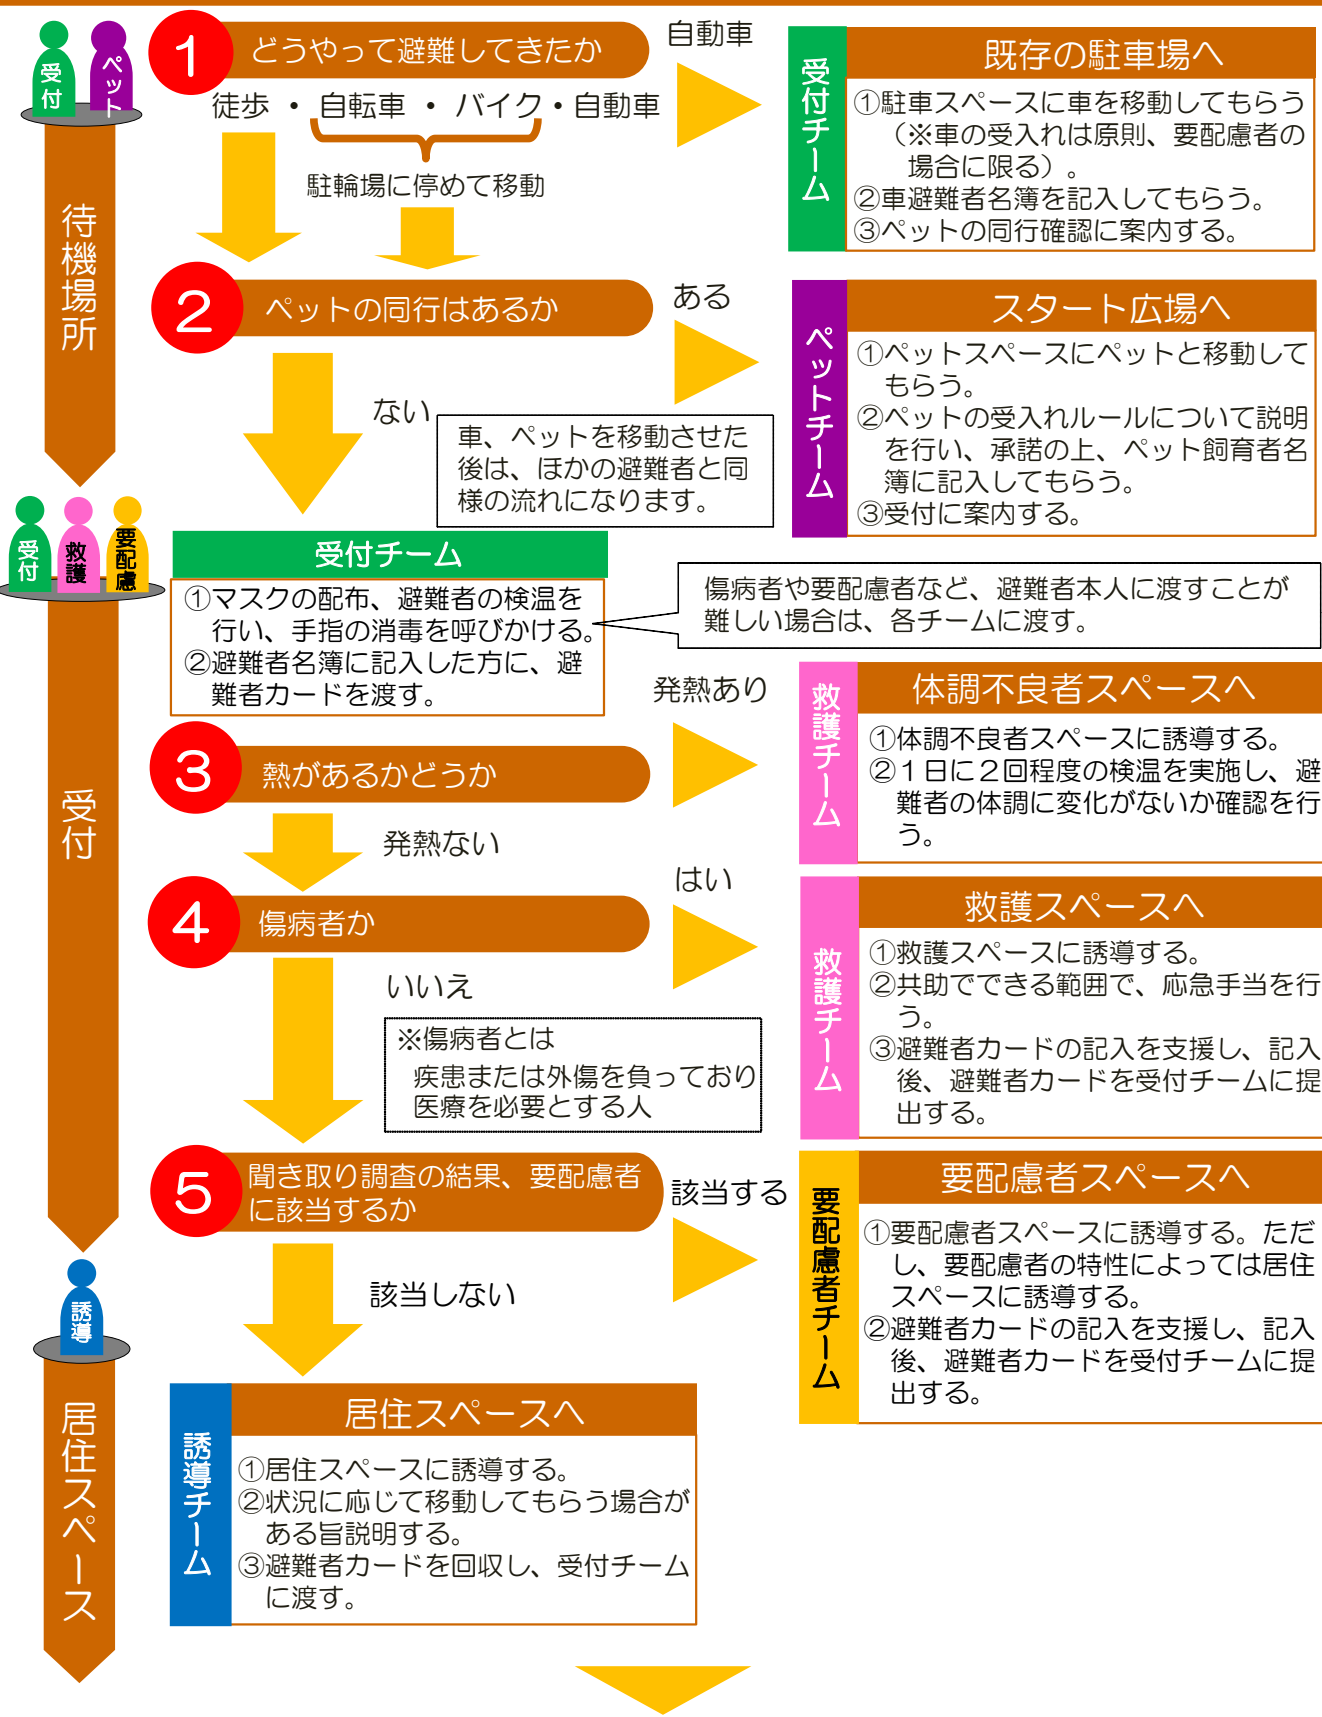 受付
ペット
待機場所
1
どうやって避難してきたか
自動車
徒歩 ・ 自転車 ・ バイク・自動車
駐輪場に停めて移動
受付チーム
既存の駐車場へ
①駐車スペースに車を移動してもらう
（※車の受入れは原則、要配慮者の
場合に限る）。
②車避難者名簿を記入してもらう。
③ペットの同行確認に案内する。
2
ペットの同行はあるか
ある
ない
車、ペットを移動させた
後は、ほかの避難者と同
様の流れになります。
ペットチーム
スタート広場へ
①ペットスペースにペットと移動して
もらう。
②ペットの受入れルールについて説明
を行い、承諾の上、ペット飼育者名
簿に記入してもらう。
③受付に案内する。
受付
救護
要配慮
受付
受付チーム
①マスクの配布、避難者の検温を
行い、手指の消毒を呼びかける。
②避難者名簿に記入した方に、避
難者カードを渡す。
傷病者や要配慮者など、避難者本人に渡すことが
難しい場合は、各チームに渡す。
3
熱があるかどうか
発熱あり
発熱ない
救護チーム
体調不良者スペースへ
①体調不良者スペースに誘導する。
②１日に２回程度の検温を実施し、避
難者の体調に変化がないか確認を行
う。
4
傷病者か
はい
いいえ
※傷病者とは
疾患または外傷を負っており
医療を必要とする人
救護チーム
救護スペースへ
①救護スペースに誘導する。
②共助でできる範囲で、応急手当を行
う。
③避難者カードの記入を支援し、記入
後、避難者カードを受付チームに提
出する。
5
聞き取り調査の結果、要配慮者
に該当するか
該当する
該当しない
要配慮者チーム
要配慮者スペースへ
①要配慮者スペースに誘導する。ただ
し、要配慮者の特性によっては居住
スペースに誘導する。
②避難者カードの記入を支援し、記入
後、避難者カードを受付チームに提
出する。
誘導
居住スペース
誘導チーム
居住スペースへ
①居住スペースに誘導する。
②状況に応じて移動してもらう場合が
ある旨説明する。
③避難者カードを回収し、受付チーム
に渡す。